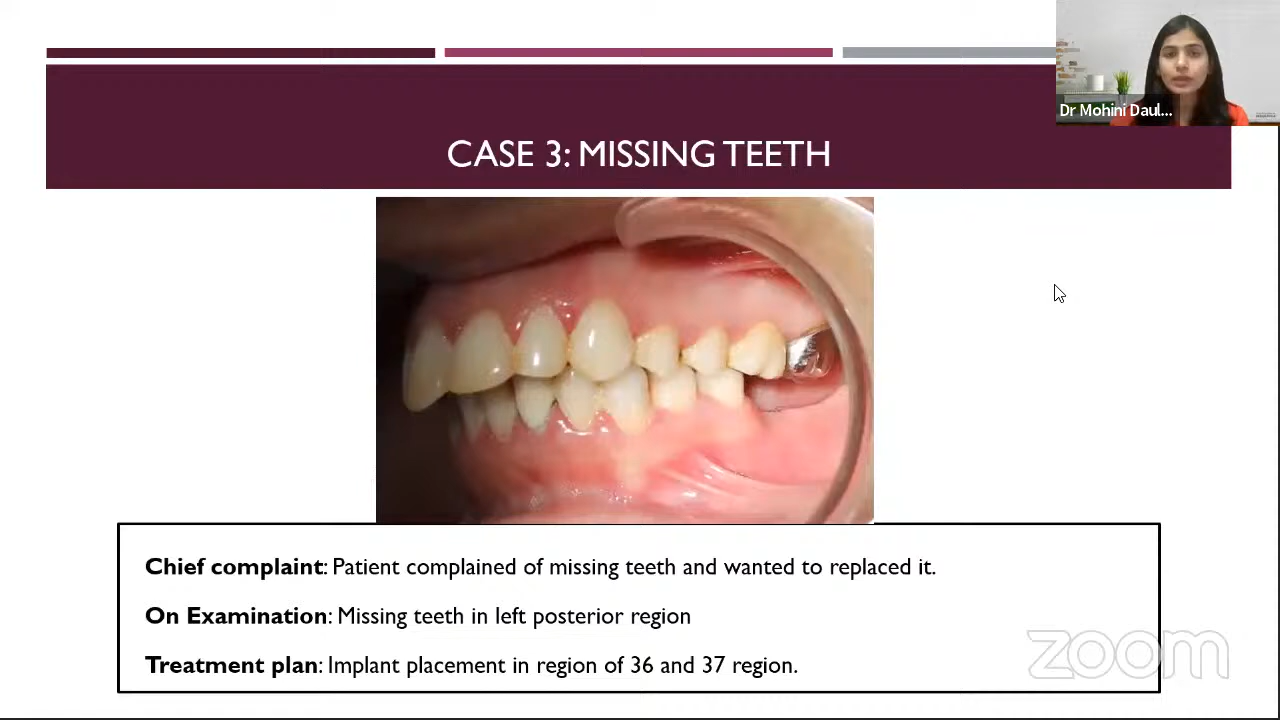 Dr Mohini Daul...
CASE 3: MISSING TEETH
Chief complaint: Patient complained of missing teeth and wanted to replaced it.
On Examination: Missing teeth in left posterior region
Treatment plan: Implant placement in region of 36 and 37 region.
zoom